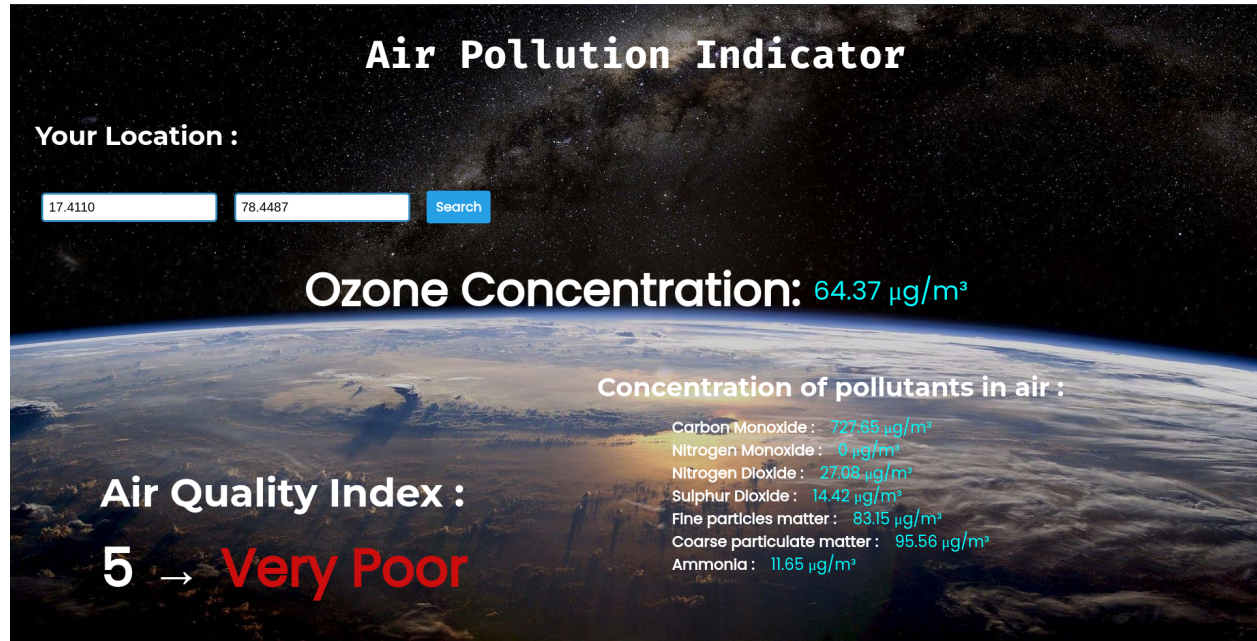 Air Pollution Indicator
Your Location :
17.4110 78.4487 Search
Ozone Concentration: 64.37 μg/m³
Concentration of pollutants in air :
Carbon Monoxide : 727.65 μg/m³
Nitrogen Monoxide : 0 μg/m³
Nitrogen Dioxide : 27.08 μg/m³
Sulphur Dioxide : 14.42 μg/m³
Fine particles matter : 83.15 μg/m³
Coarse particulate matter : 95.56 μg/m³
Ammonia : 11.65 μg/m³
Air Quality Index :
5 → Very Poor